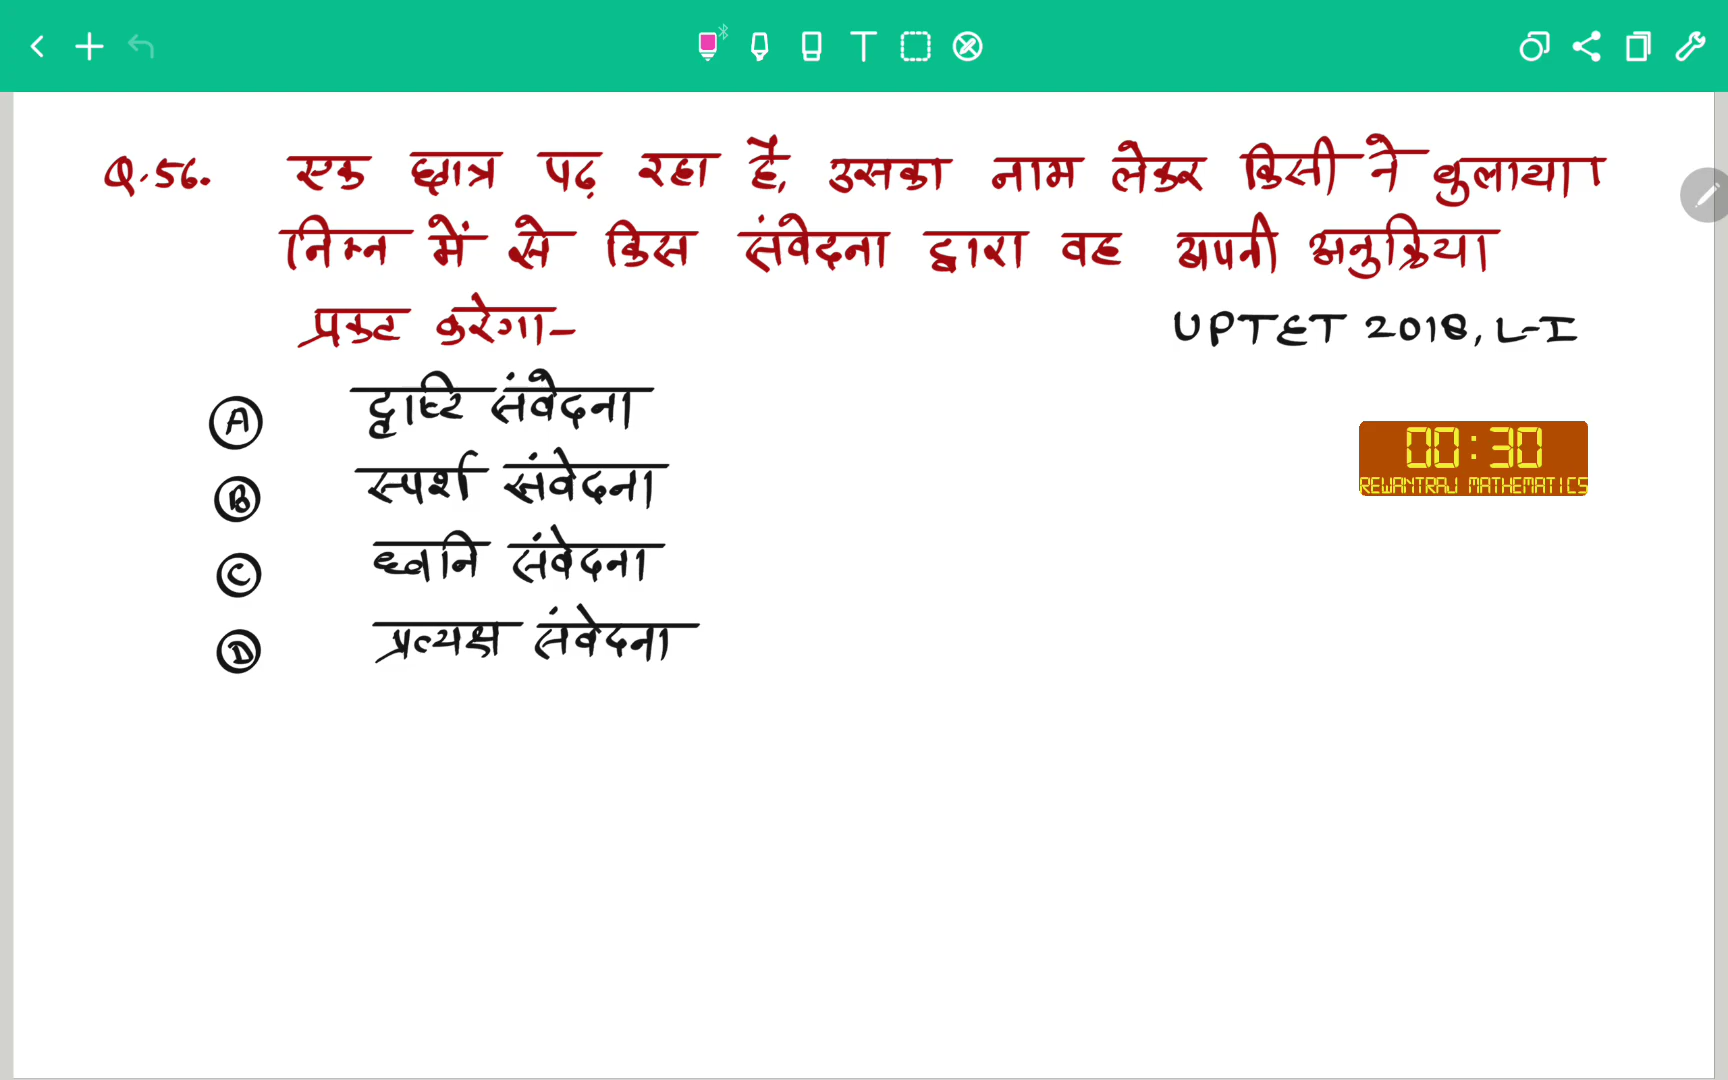 Q.56. एक छात्र पढ़ रहा है, उसका नाम लेकर किसी ने बुलाया।
निम्न में से किस संवेदना द्वारा वह अपनी अनुक्रिया
प्रकट करेगा-
UPTET 2018, L-I
A दृष्टि संवेदना
B स्पर्श संवेदना
C ध्वनि संवेदना
D प्रत्यक्ष संवेदना
00:30
REWANTRAJ MATHEMATICS